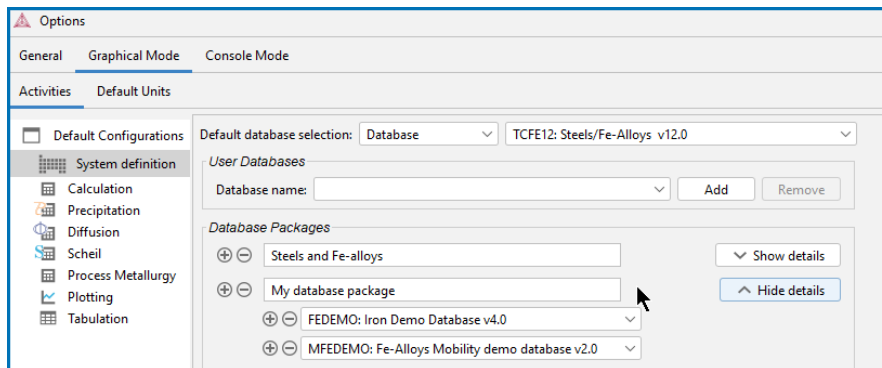 Options
General Graphical Mode Console Mode
Activities Default Units
Default Configurations
System definition
Calculation
Precipitation
Diffusion
Scheil
Process Metallurgy
Plotting
Tabulation
Default database selection: Database TCFE12: Steels/Fe-Alloys v12.0
User Databases
Database name: Add Remove
Database Packages
Steels and Fe-alloys Show details
My database package Hide details
FEDEMO: Iron Demo Database v4.0
MFEDEMO: Fe-Alloys Mobility demo database v2.0